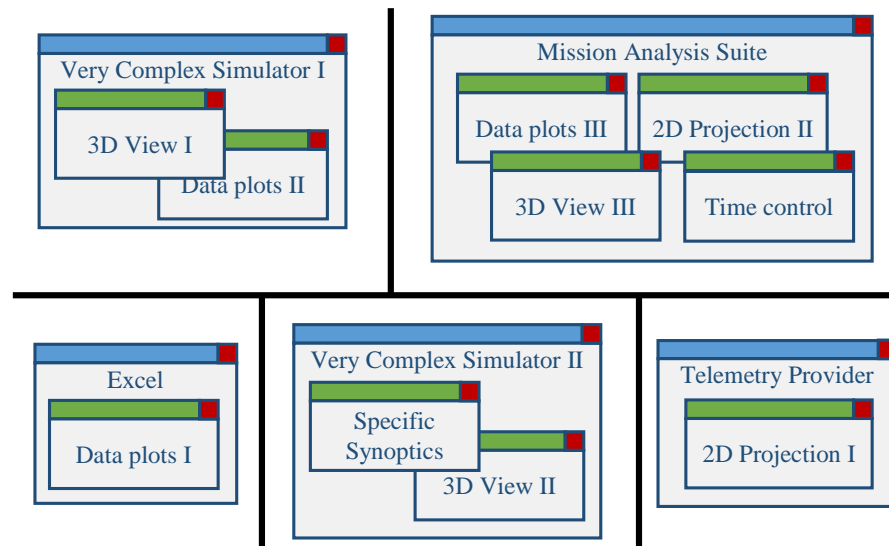 Very Complex Simulator I
3D View I
Data plots II
Mission Analysis Suite
Data plots III
2D Projection II
3D View III
Time control
Excel
Data plots I
Very Complex Simulator II
Specific
Synoptics
3D View II
Telemetry Provider
2D Projection I